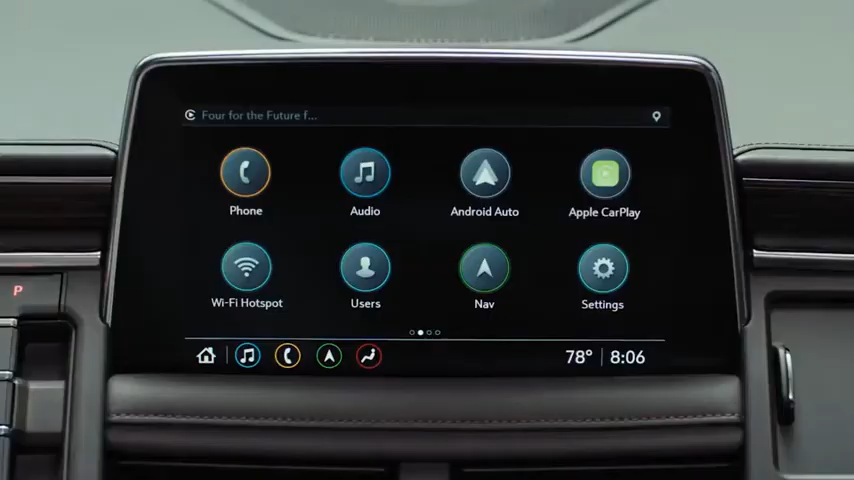 Four for the Future f...
Phone
Audio
Android Auto
Apple CarPlay
Wi-Fi Hotspot
Users
Nav
Settings
78° 8:06
P